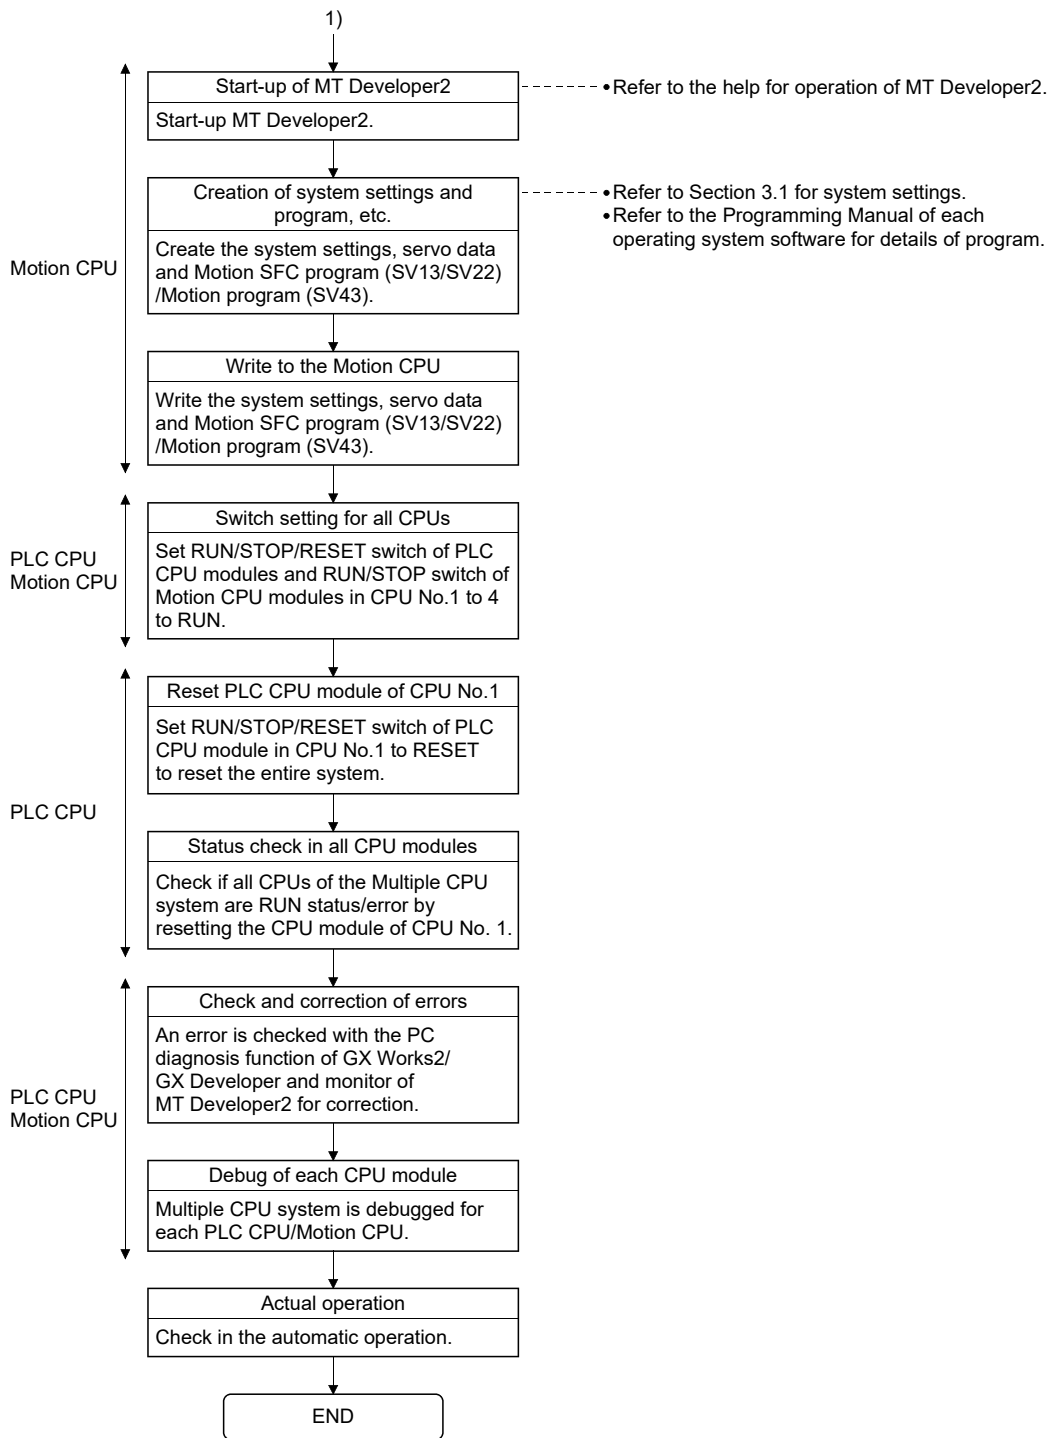 1)
Start-up of MT Developer2
Start-up MT Developer2.
•Refer to the help for operation of MT Developer2.
Creation of system settings and
program, etc.
Create the system settings, servo data
and Motion SFC program (SV13/SV22)
/Motion program (SV43).
•Refer to Section 3.1 for system settings.
•Refer to the Programming Manual of each
operating system software for details of program.
Motion CPU
Write to the Motion CPU
Write the system settings, servo data
and Motion SFC program (SV13/SV22)
/Motion program (SV43).
PLC CPU
Motion CPU
Switch setting for all CPUs
Set RUN/STOP/RESET switch of PLC
CPU modules and RUN/STOP switch of
Motion CPU modules in CPU No.1 to 4
to RUN.
PLC CPU
Reset PLC CPU module of CPU No.1
Set RUN/STOP/RESET switch of PLC
CPU module in CPU No.1 to RESET
to reset the entire system.
Status check in all CPU modules
Check if all CPUs of the Multiple CPU
system are RUN status/error by
resetting the CPU module of CPU No. 1.
PLC CPU
Motion CPU
Check and correction of errors
An error is checked with the PC
diagnosis function of GX Works2/
GX Developer and monitor of
MT Developer2 for correction.
Debug of each CPU module
Multiple CPU system is debugged for
each PLC CPU/Motion CPU.
Actual operation
Check in the automatic operation.
END